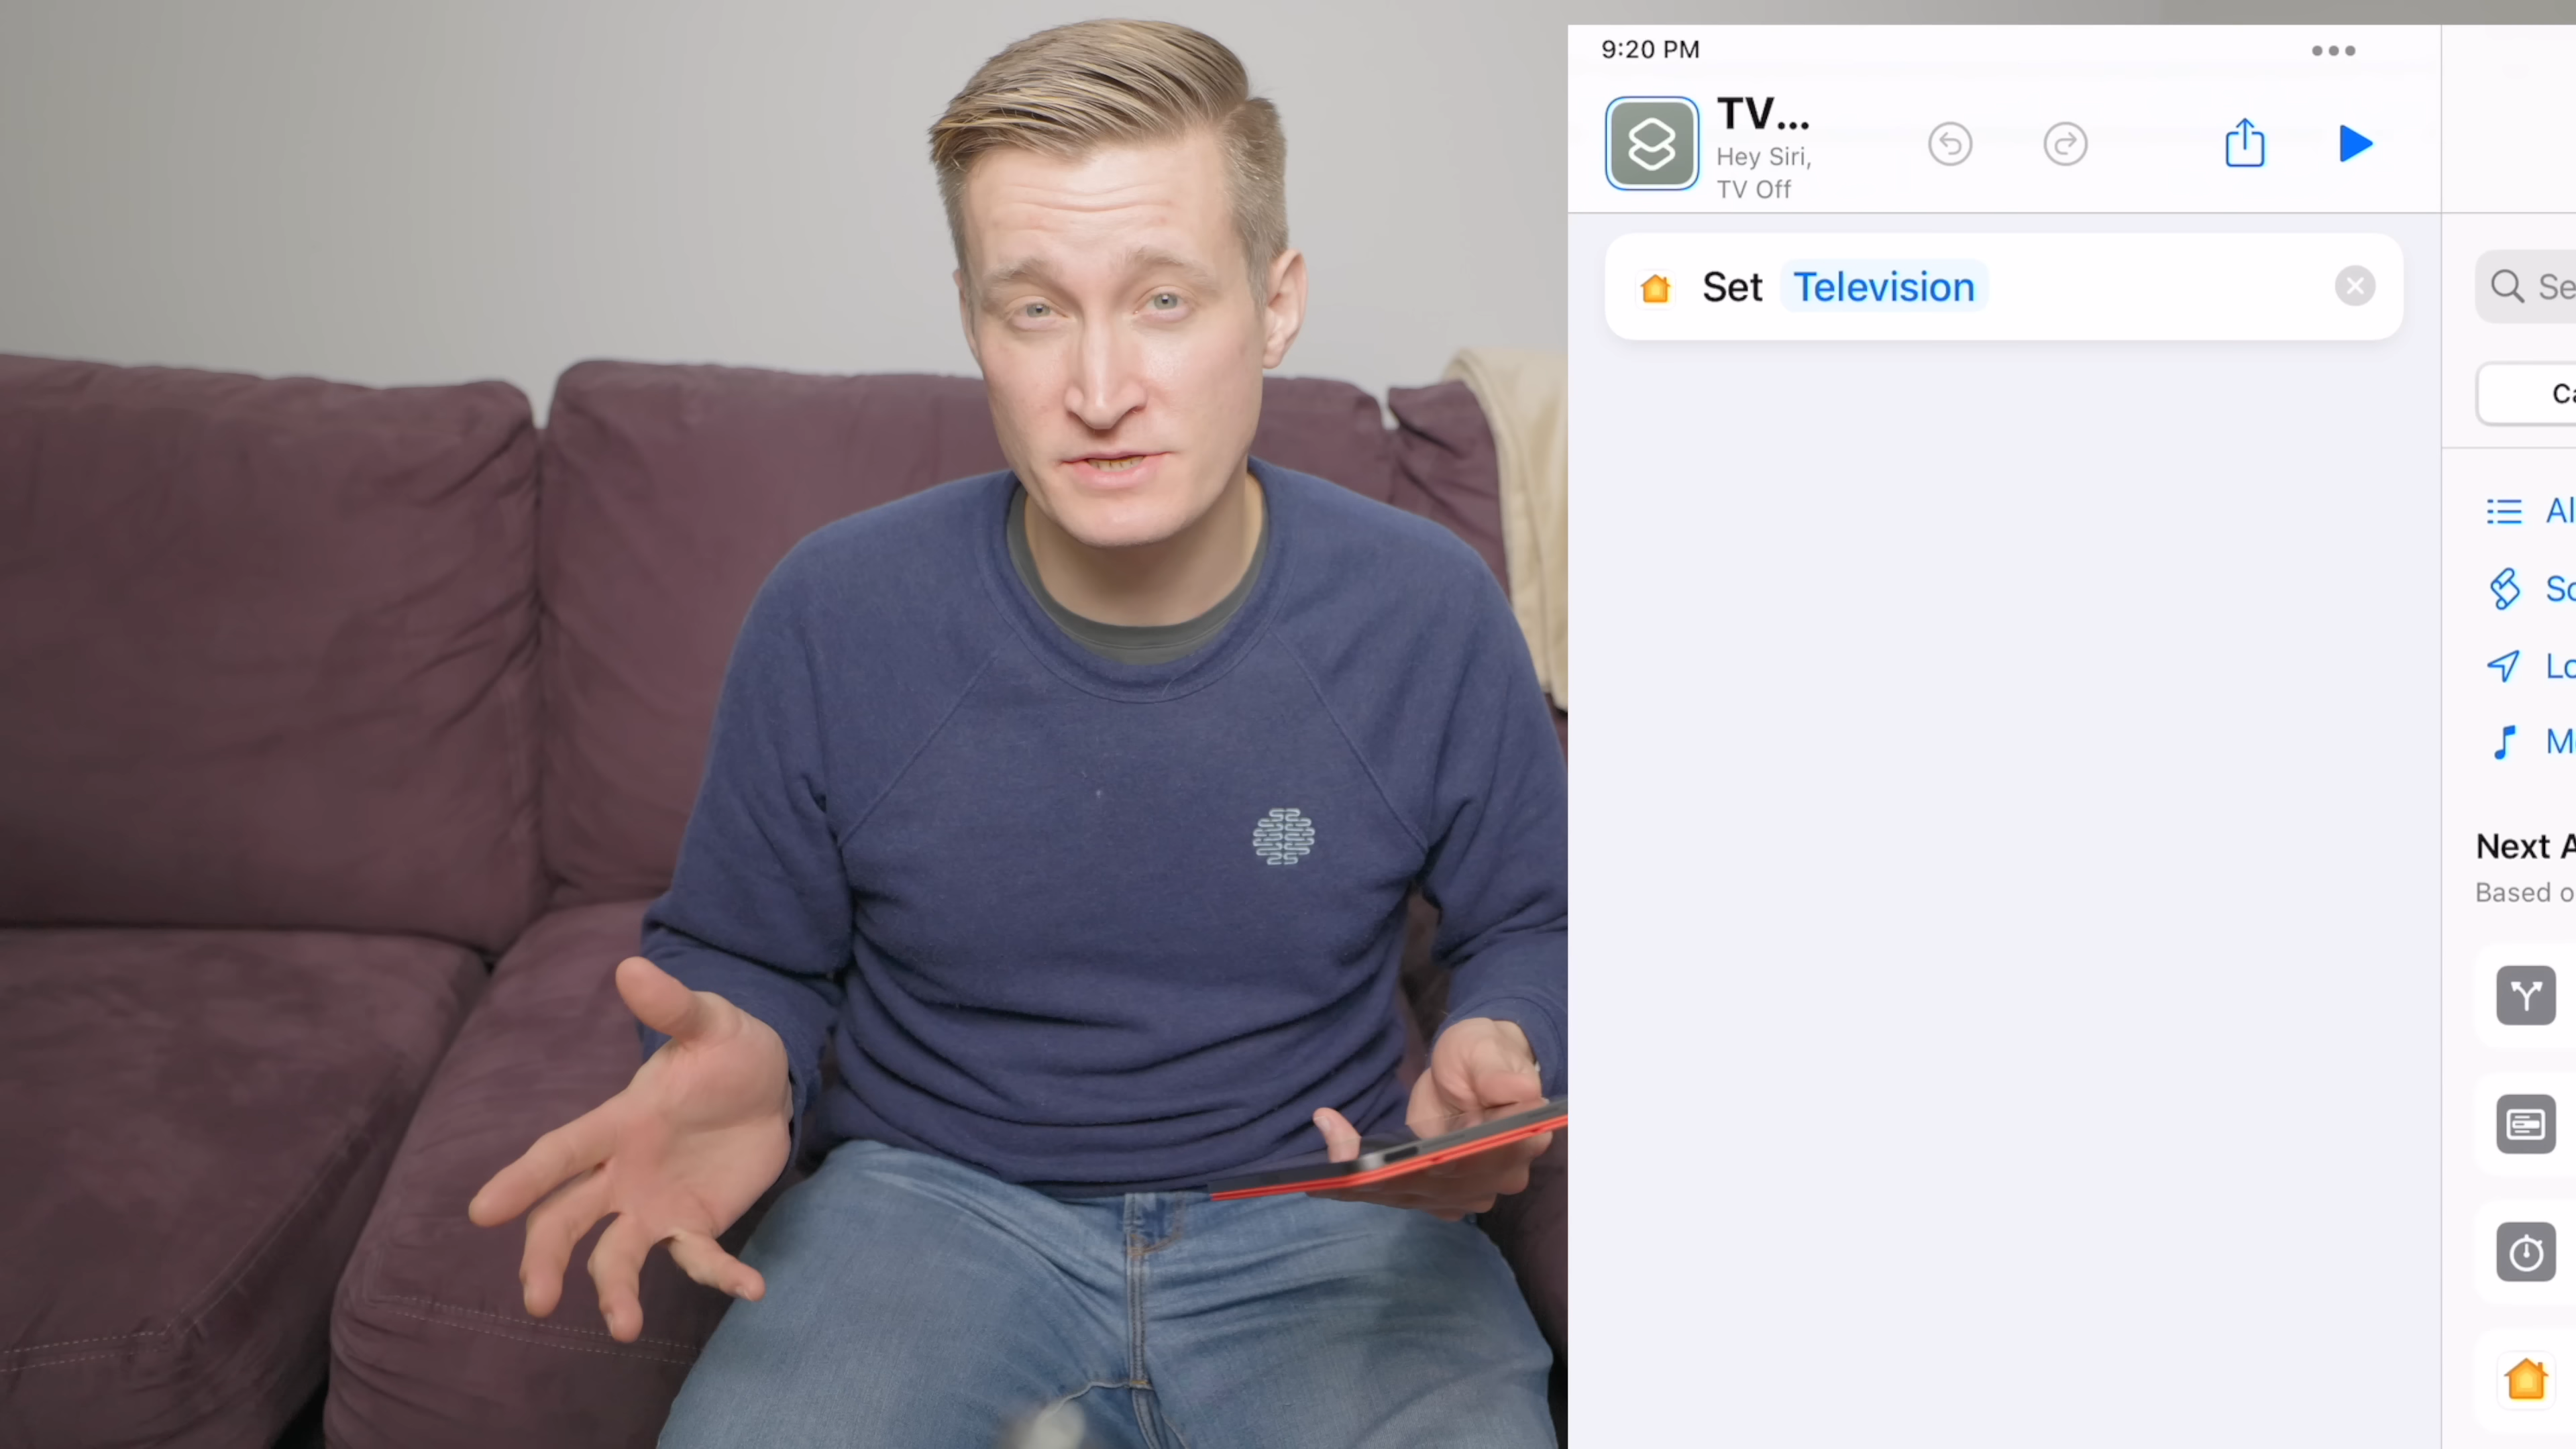 9:20 PM
TV...
Hey Siri,
TV Off
Set Television
Next
Based